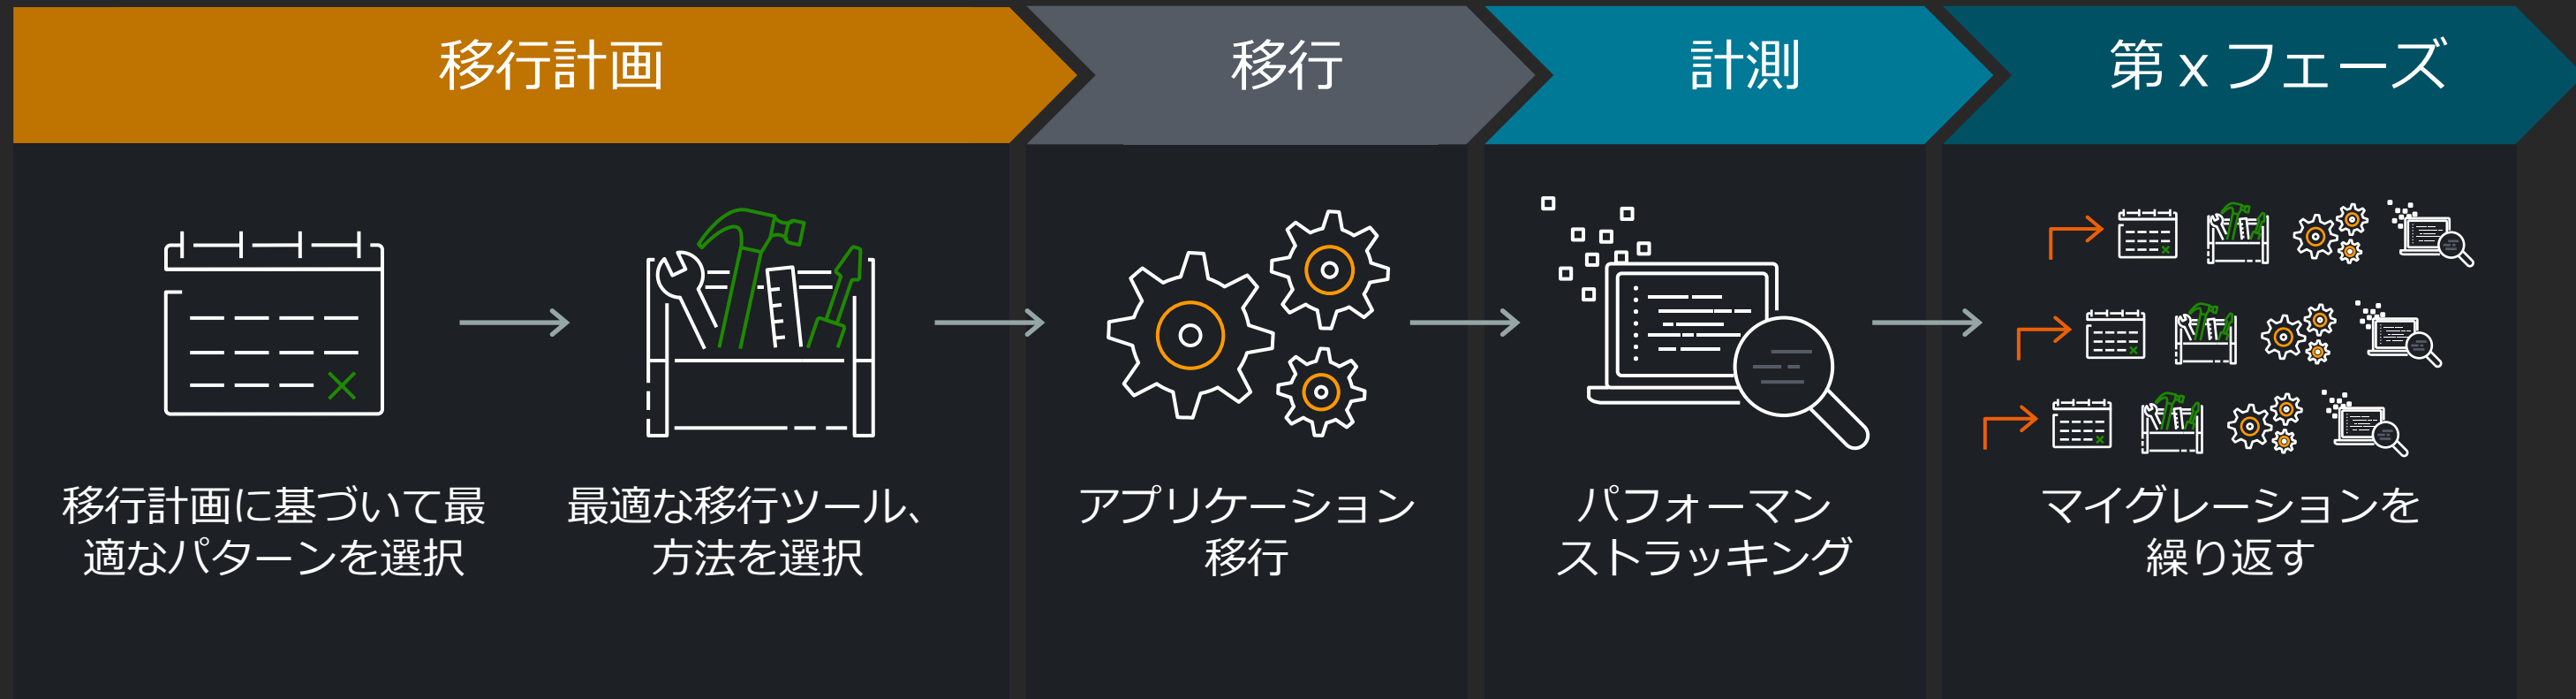 移行計画
移行
計測
第 x フェーズ
移行計画に基づいて最
適なパターンを選択
最適な移行ツール、
方法を選択
アプリケーション
移行
パフォーマン
ストラッキング
マイグレーションを
繰り返す